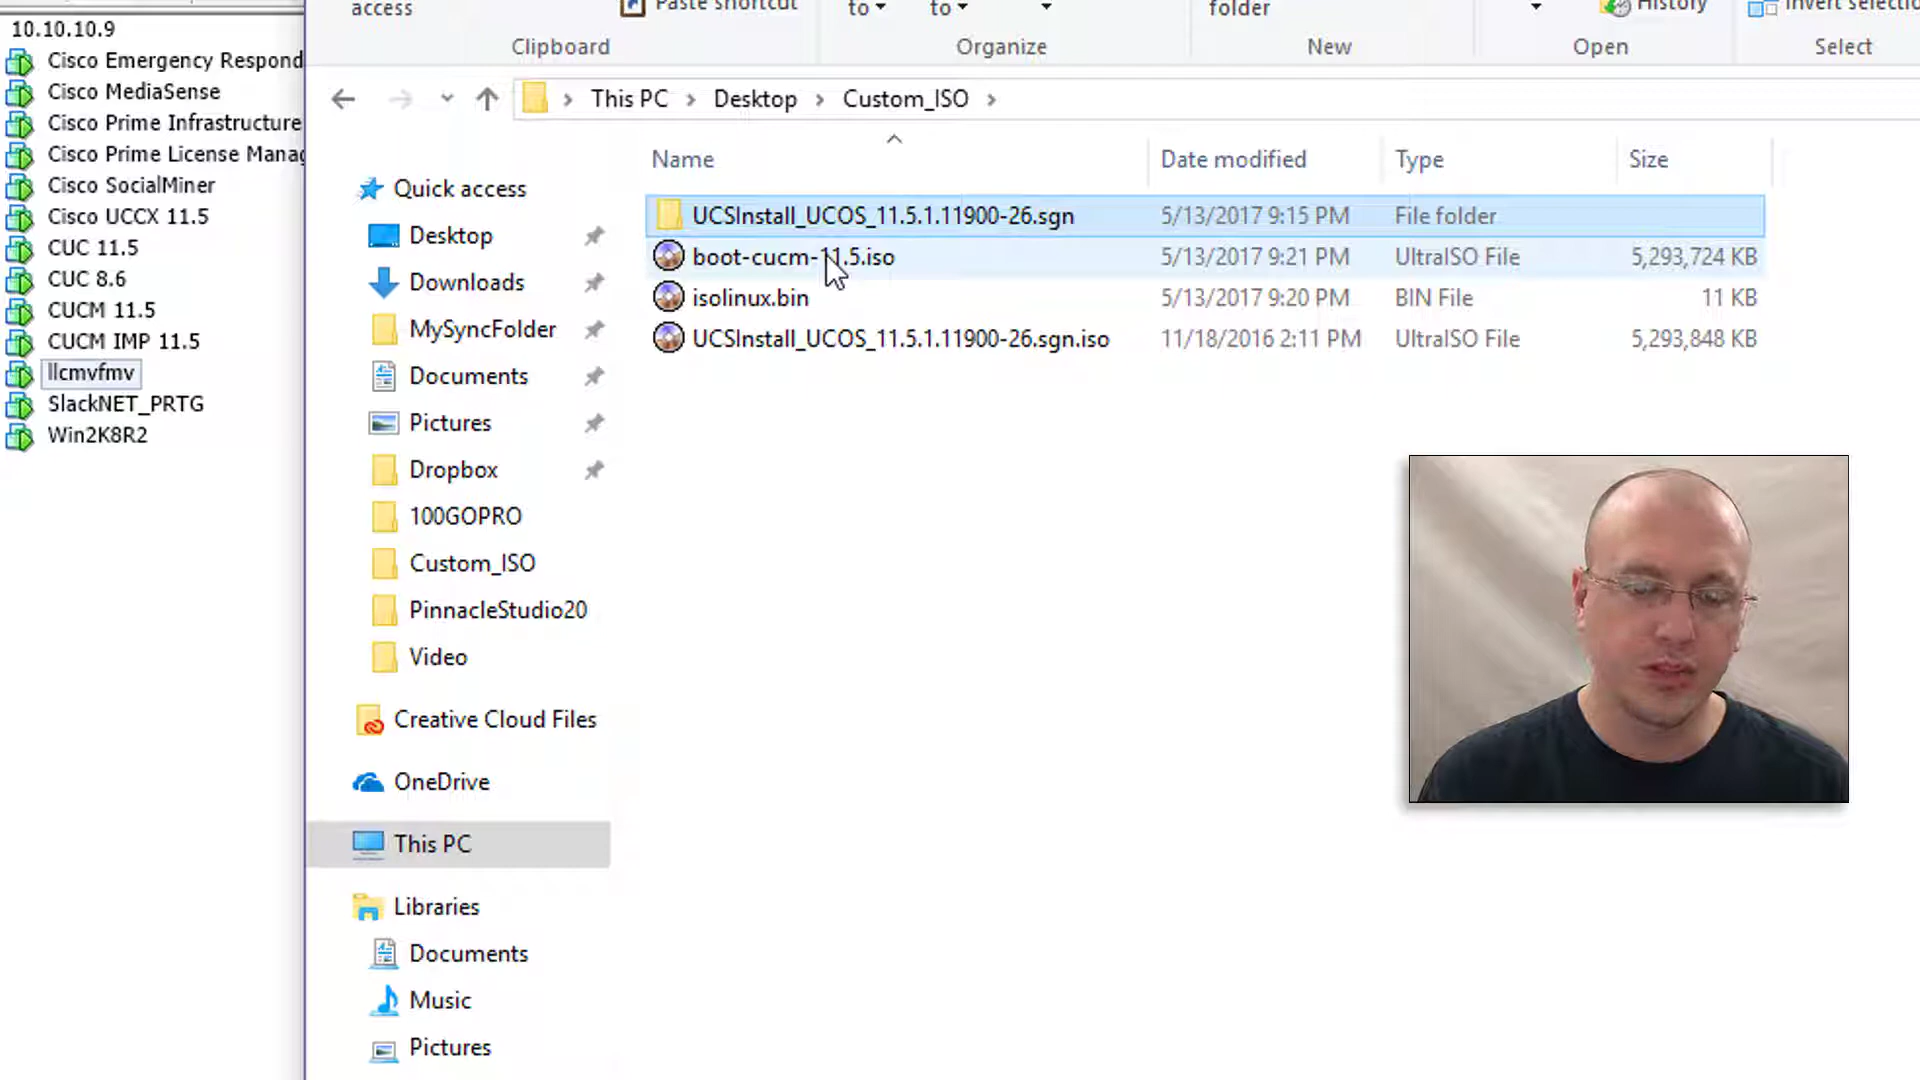 10.10.10.9
Cisco Emergency Respond
Cisco MediaSense
Cisco Prime Infrastructure
Cisco Prime License Manag
Cisco SocialMiner
Cisco UCCX 11.5
CUC 11.5
CUC 8.6
CUCM 11.5
CUCM IMP 11.5
llcmvfmv
SlackNET_PRTG
Win2K8R2
access
Paste shortcut
to
to
folder
History
Invert selectio
Clipboard
Organize
New
Open
Select
This PC
Desktop
Custom_ISO
Name
Date modified
Type
Size
UCSInstall_UCOS_11.5.1.11900-26.sgn 5/13/2017 9:15 PM File folder
boot-cucm-11.5.iso 5/13/2017 9:21 PM UltraISO File 5,293,724 KB
isolinux.bin 5/13/2017 9:20 PM BIN File 11 KB
UCSInstall_UCOS_11.5.1.11900-26.sgn.iso 11/18/2016 2:11 PM UltraISO File 5,293,848 KB
Quick access
Desktop
Downloads
MySyncFolder
Documents
Pictures
Dropbox
100GOPRO
Custom_ISO
PinnacleStudio20
Video
Creative Cloud Files
OneDrive
This PC
Libraries
Documents
Music
Pictures